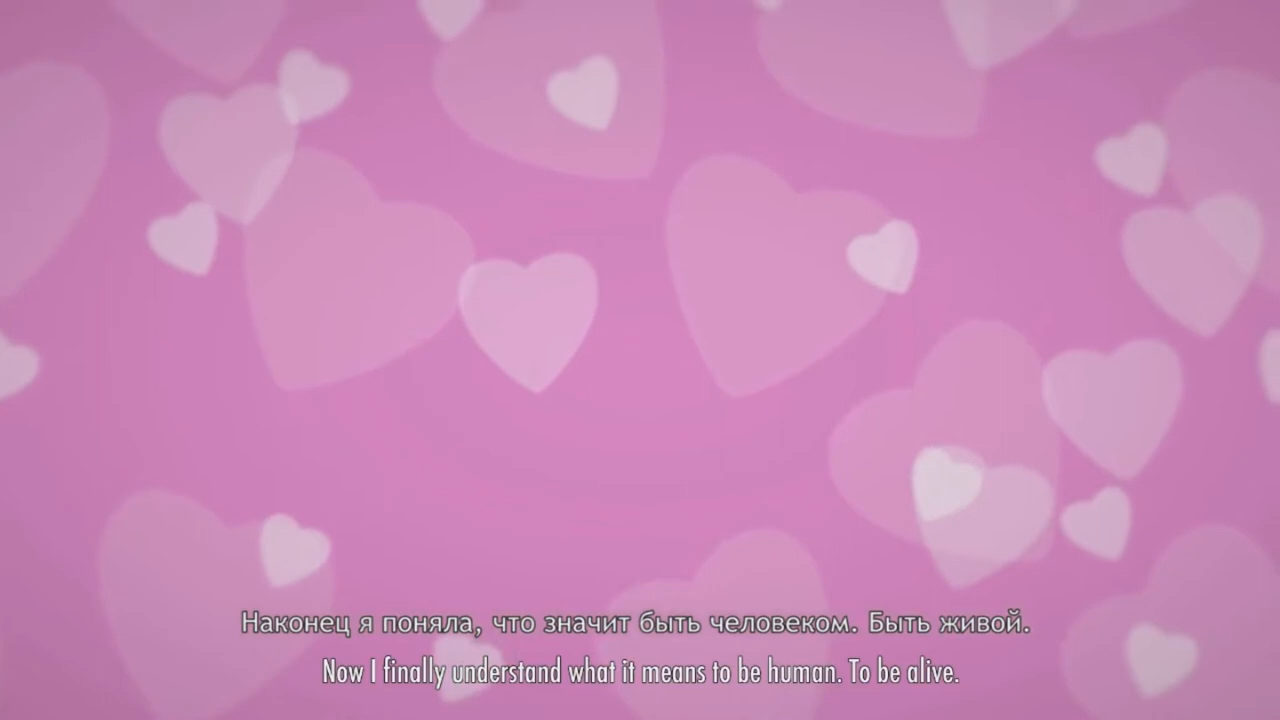 Наконец я поняла, что значит быть человеком. Быть живой.
Now I finally understand what it means to be human. To be alive.